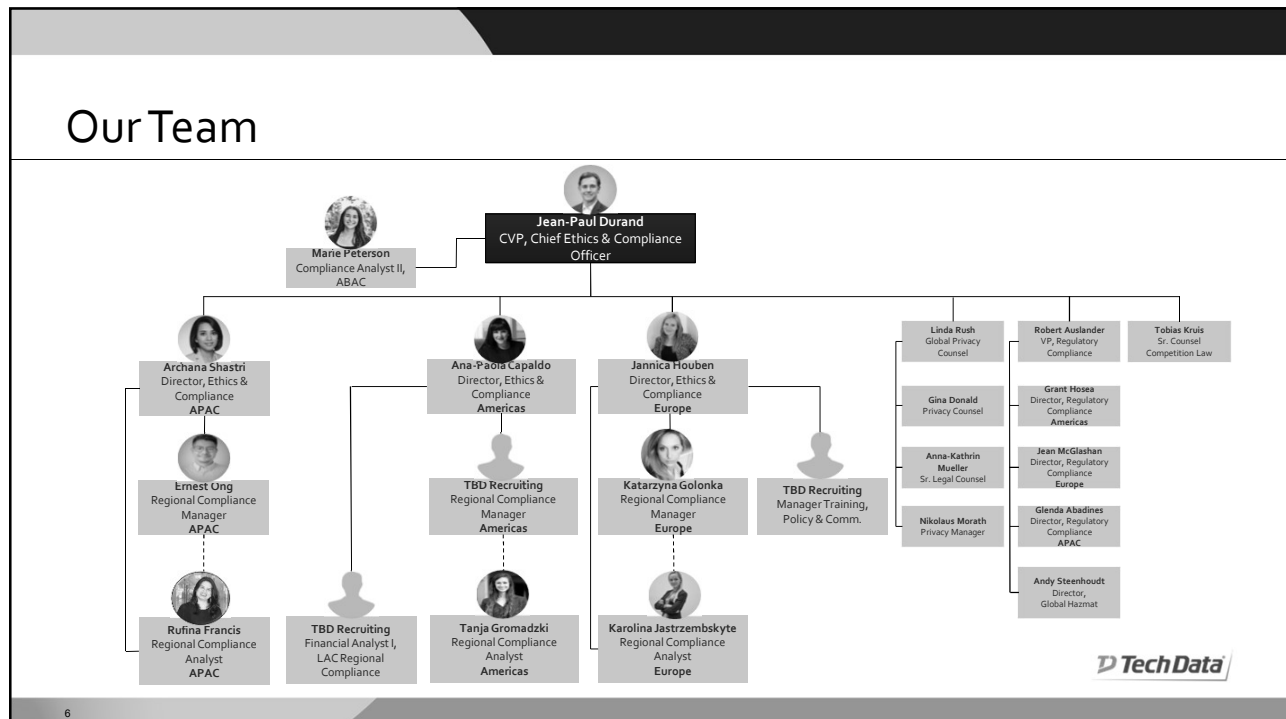 Our Team
Jean-Paul Durand
CVP, Chief Ethics & Compliance
Officer
Marie Peterson
Compliance Analyst II,
ABAC
Archana Shastri
Director, Ethics &
Compliance
APAC
Ana-Paola Capaldo
Director, Ethics &
Compliance
Americas
Jannica Houben
Director, Ethics &
Compliance
Europe
Linda Rush
Global Privacy
Counsel
Robert Auslander
VP, Regulatory
Compliance
Tobias Kruis
Sr. Counsel
Competition Law
Ernest Ong
Regional Compliance
Manager
APAC
TBD Recruiting
Regional Compliance
Manager
Americas
Katarzyna Golonka
Regional Compliance
Manager
Europe
TBD Recruiting
Manager Training,
Policy & Comm.
Gina Donald
Privacy Counsel
Grant Hosea
Director, Regulatory
Compliance
Americas
Anna-Kathrin
Mueller
Sr. Legal Counsel
Jean McGlashan
Director, Regulatory
Compliance
Europe
Nikolaus Morath
Privacy Manager
Glenda Abadines
Director, Regulatory
Compliance
APAC
Andy Steenhoudt
Director,
Global Hazmat
Rufina Francis
Regional Compliance
Analyst
APAC
TBD Recruiting
Financial Analyst I,
LAC Regional
Compliance
Tanja Gromadzki
Regional Compliance
Analyst
Americas
Karolina Jastrzembskyte
Regional Compliance
Analyst
Europe
Tech Data
6